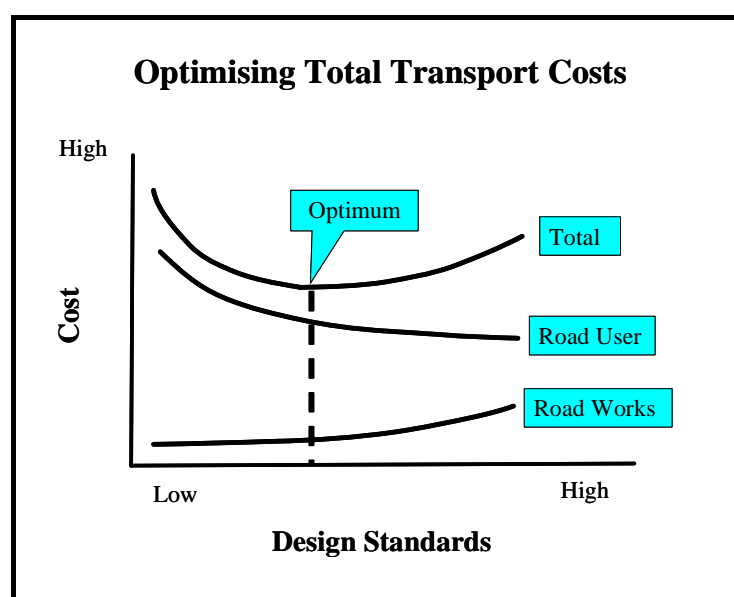 Optimising Total Transport Costs
High
Optimum
Total
Cost
Road User
Road Works
Low
High
Design Standards